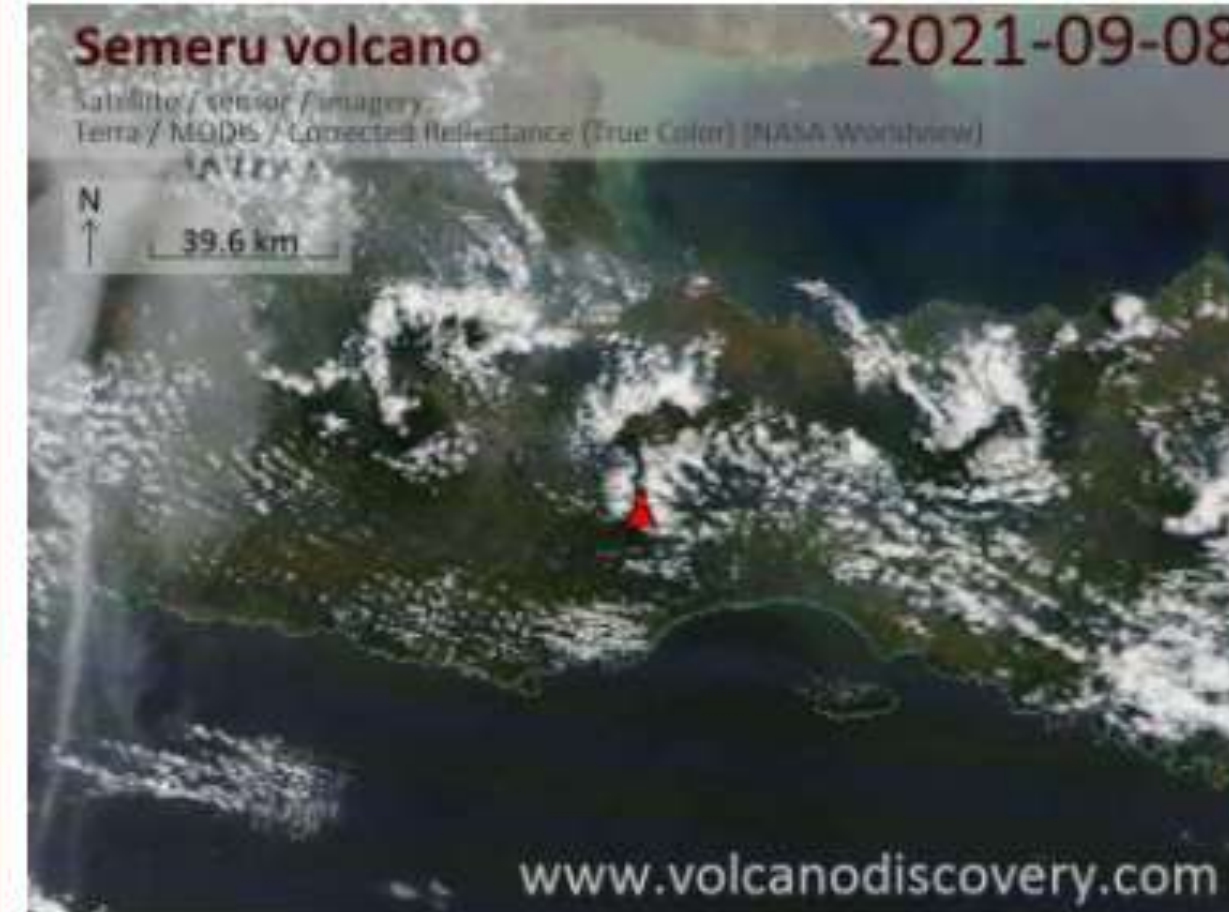 Semeru volcano
2021-09-08
Satellite / sensor / imagery:
Terra / MODIS / Corrected Reflectance (True Color) [NASA Worldview]
N
39.6 km
www.volcanodiscovery.com